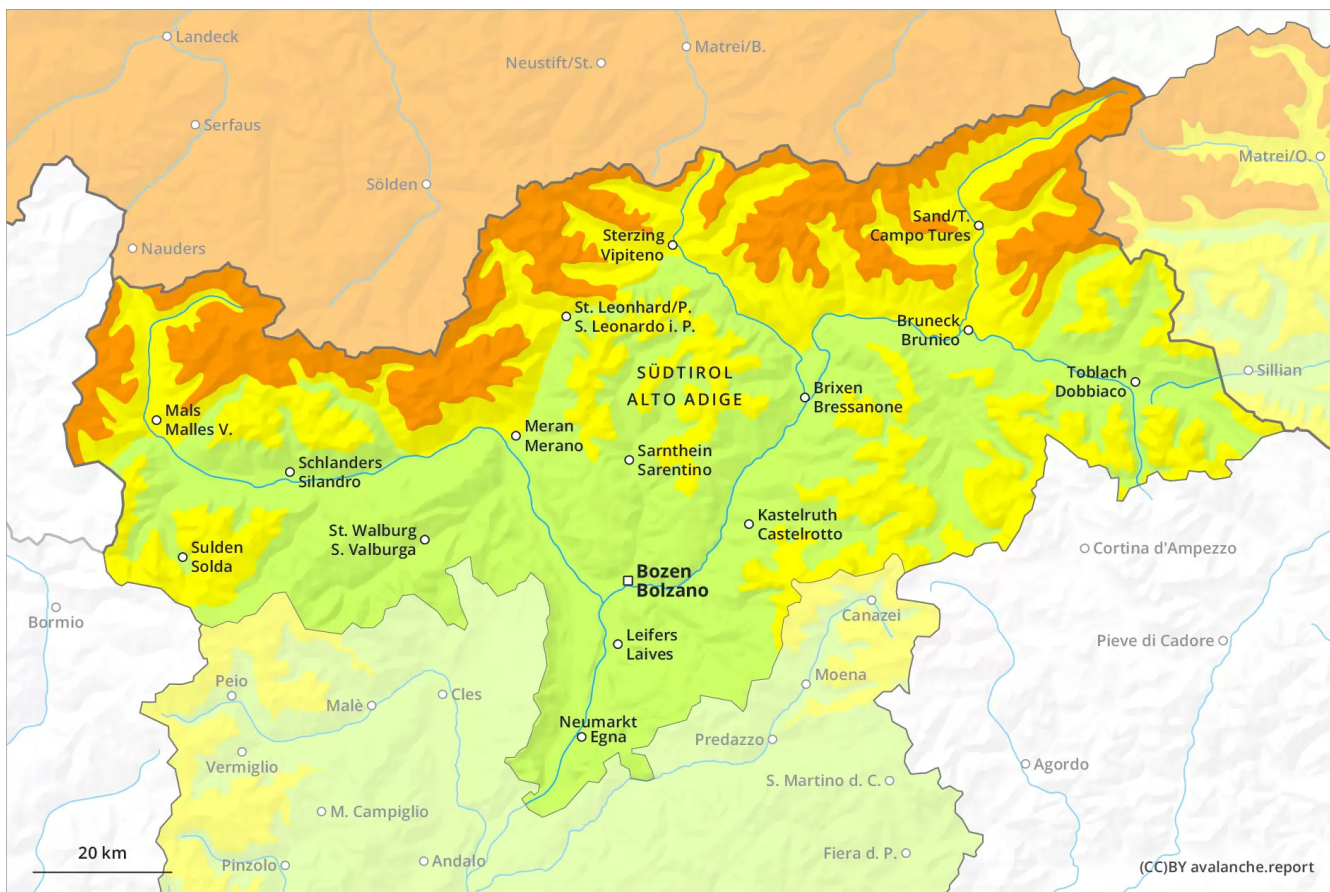 Landeck
Matrei/B.
Neustift/St.
Serfaus
Matrei/O.
Sölden
Nauders
Sand/T.
Campo Tures
Sterzing
Vipiteno
St. Leonhard/P.
S. Leonardo i. P.
Bruneck
Brunico
SÜDTIROL
ALTO ADIGE
Toblach
Dobbiaco
Sillian
Brixen
Bressanone
Mals
Malles V.
Meran
Merano
Sarnthein
Sarentino
Schlanders
Silandro
St. Walburg
S. Valburga
Kastelruth
Castelrotto
Sulden
Solda
Cortina d'Ampezzo
Bozen
Bolzano
Bormio
Canazei
Leifers
Laives
Pieve di Cadore
Peio
Moena
Cles
Malè
Neumarkt
Egna
Predazzo
Vermiglio
Agordo
S. Martino d. C.
M. Campiglio
20 km
Pinzolo
Andalo
Fiera d. P.
(CC)BY avalanche.report